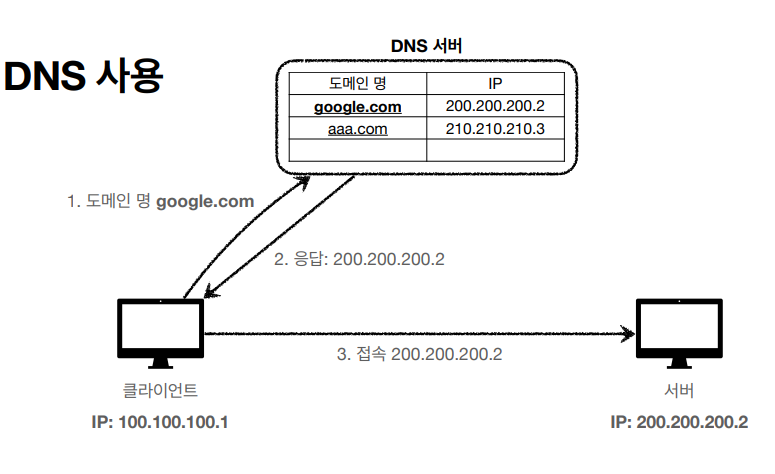 DNS 사용
DNS 서버
도메인 명 IP
google.com 200.200.200.2
aaa.com 210.210.210.3
1. 도메인 명 google.com
2. 응답: 200.200.200.2
3. 접속 200.200.200.2
클라이언트
IP: 100.100.100.1
서버
IP: 200.200.200.2